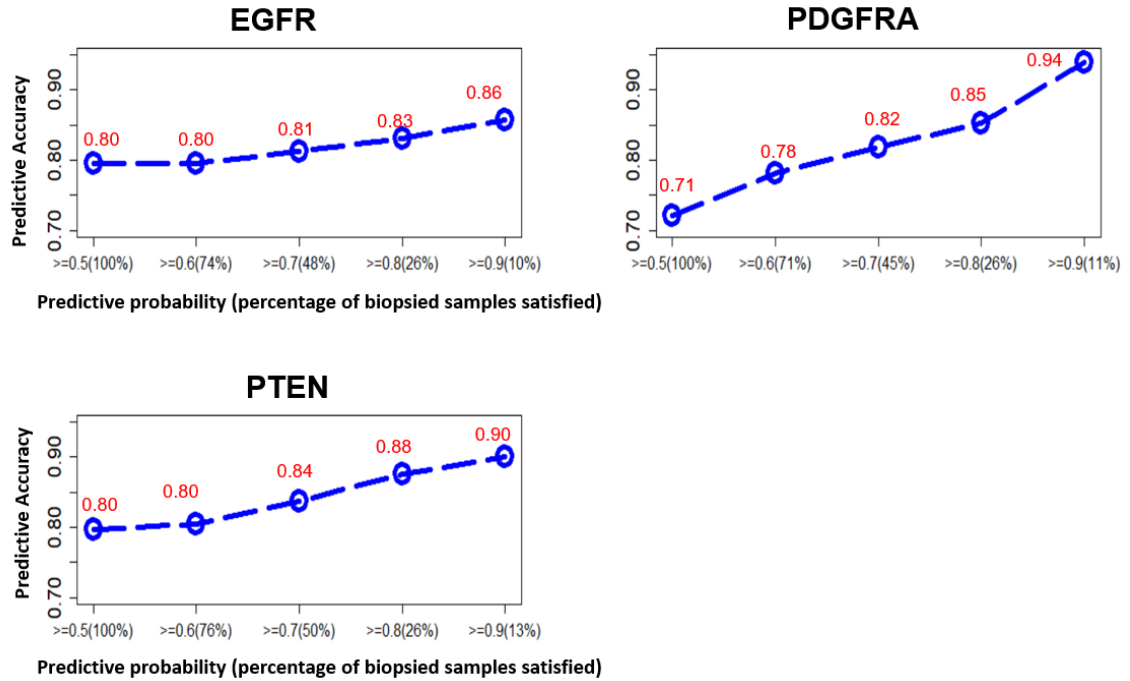 EGFR
Predictive Accuracy
0.90
0.80
0.70
0.80
0.80
0.81
0.83
0.86
>=0.5(100%) >=0.6(74%) >=0.7(48%) >=0.8(26%) >=0.9(10%)
Predictive probability (percentage of biopsied samples satisfied)
PDGFRA
0.90
0.80
0.70
0.71
0.78
0.82
0.85
0.94
>=0.5(100%) >=0.6(71%) >=0.7(45%) >=0.8(26%) >=0.9(11%)
PTEN
Predictive Accuracy
0.90
0.80
0.70
0.80
0.80
0.84
0.88
0.90
>=0.5(100%) >=0.6(76%) >=0.7(50%) >=0.8(26%) >=0.9(13%)
Predictive probability (percentage of biopsied samples satisfied)